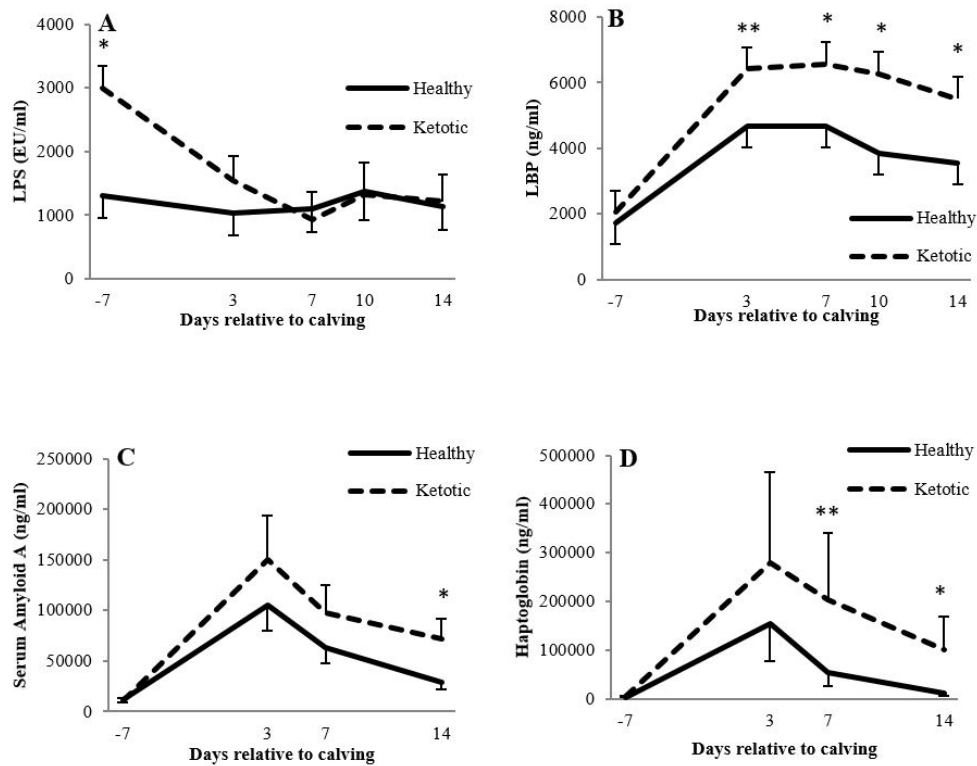 A
4000
3000
2000
1000
0
LPS (EU/ml)
*
Healthy
Ketotic
-7 3 7 10 14
Days relative to calving
B
8000
6000
4000
2000
0
LBP (ng/ml)
** * * *
Healthy
Ketotic
-7 3 7 10 14
Days relative to calving
C
250000
200000
150000
100000
50000
0
Serum Amyloid A (ng/ml)
Healthy
Ketotic
*
-7 3 7 14
Days relative to calving
D
500000
400000
300000
200000
100000
0
Haptoglobin (ng/ml)
Healthy
Ketotic
** *
-7 3 7 14
Days relative to calving